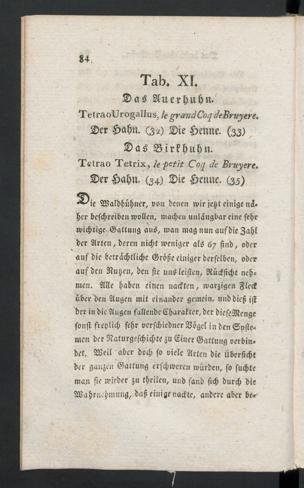 84.
Tab. XI.
Das Auerhuhn.
Tetrao Urogallus, le grand Coq de Bruyere.
Der Hahn. (32) Die Henne. (33)
Das Birkhuhn.
Tetrao Tetrix, le petit Coq de Bruyere.
Der Hahn. (34) Die Henne. (35)
Die Waldhühner, von denen wir jetzt einige nä-
her beschreiben wollen, machen unläugbar eine sehr
wichtige Gattung aus, wan mag nun auf die Zahl
der Arten, deren nicht weniger als 67 sind, oder
auf die beträchtliche Größe einiger derselben, oder
auf den Nutzen, den sie uns leisten, Rücksicht neh-
men. Alle haben einen nackten, warzigen Fleck
über den Augen mit einander gemein, und dieß ist
der in die Augen fallende Charakter, der diese Menge
sonst freylich sehr verschiedner Vögel in den Syste-
men der Naturgeschichte zu Einer Gattung verbin-
det. Weil aber doch so viele Arten die übersicht
der ganzen Gattung erschweren würden, so suchte
man sie wieder zu theilen, und fand sich durch die
Wahrnehmung, daß einige nackte, andere aber be-